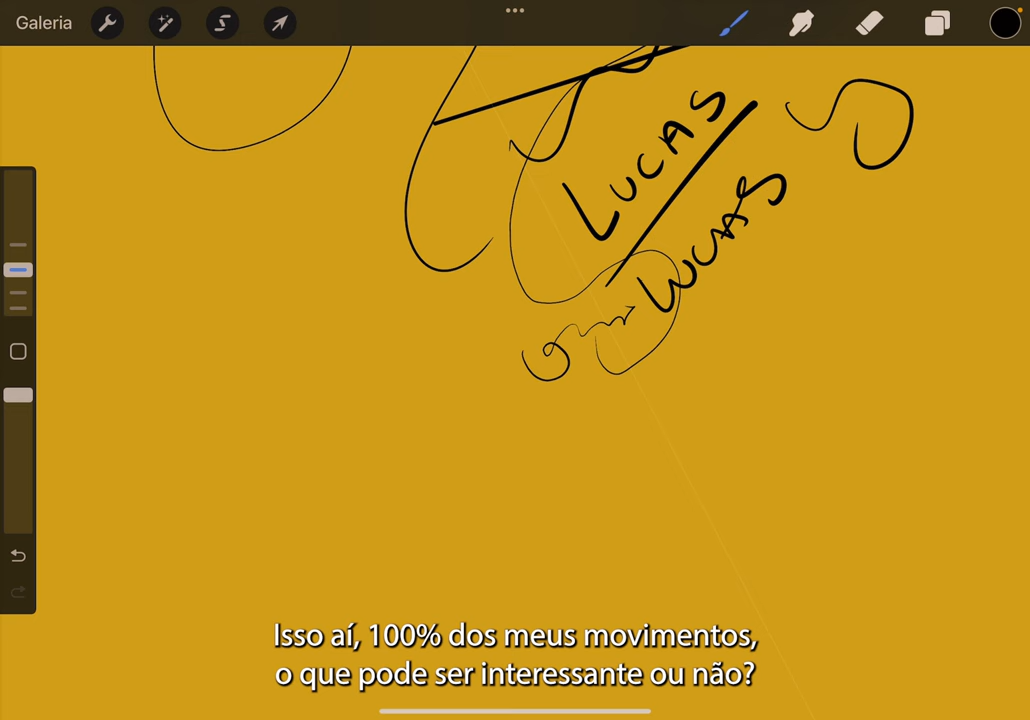 Galeria
LUCAS
LUCAS
Isso aí, 100% dos meus movimentos,
o que pode ser interessante ou não?